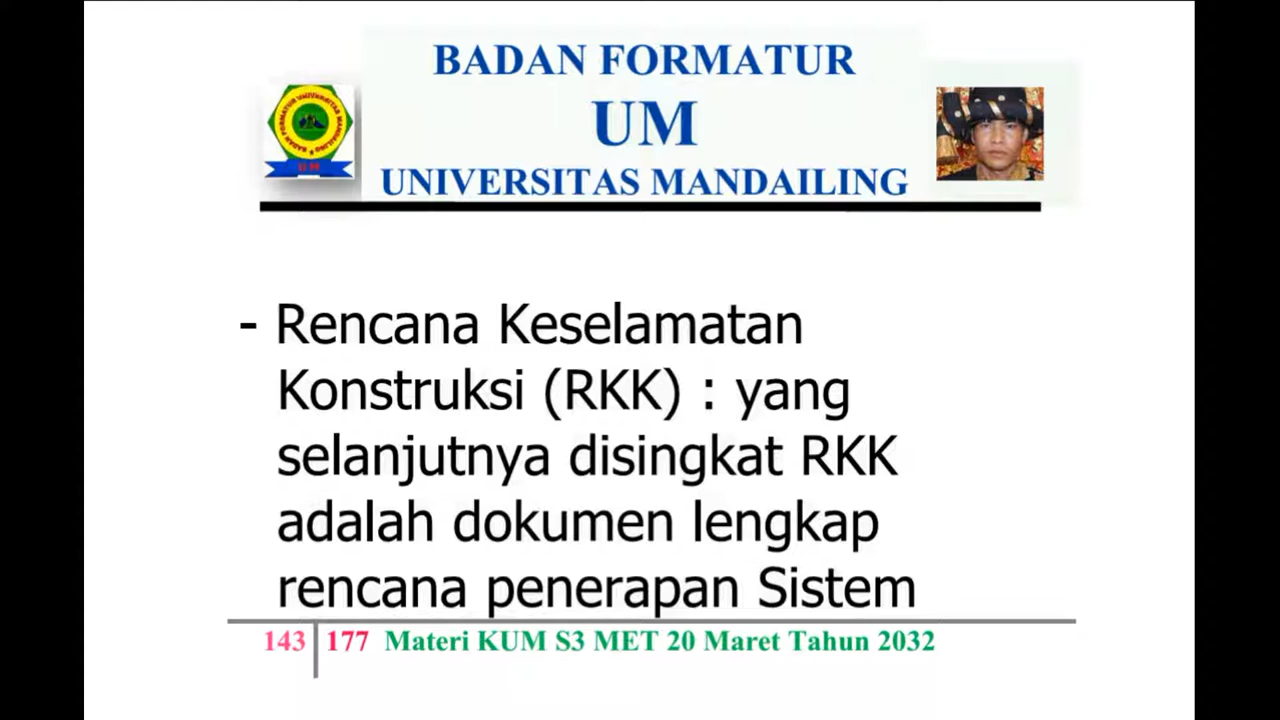 BADAN FORMATUR
UM
UNIVERSITAS MANDAILING
- Rencana Keselamatan
Konstruksi (RKK) : yang
selanjutnya disingkat RKK
adalah dokumen lengkap
rencana penerapan Sistem
143 177 Materi KUM S3 MET 20 Maret Tahun 2032